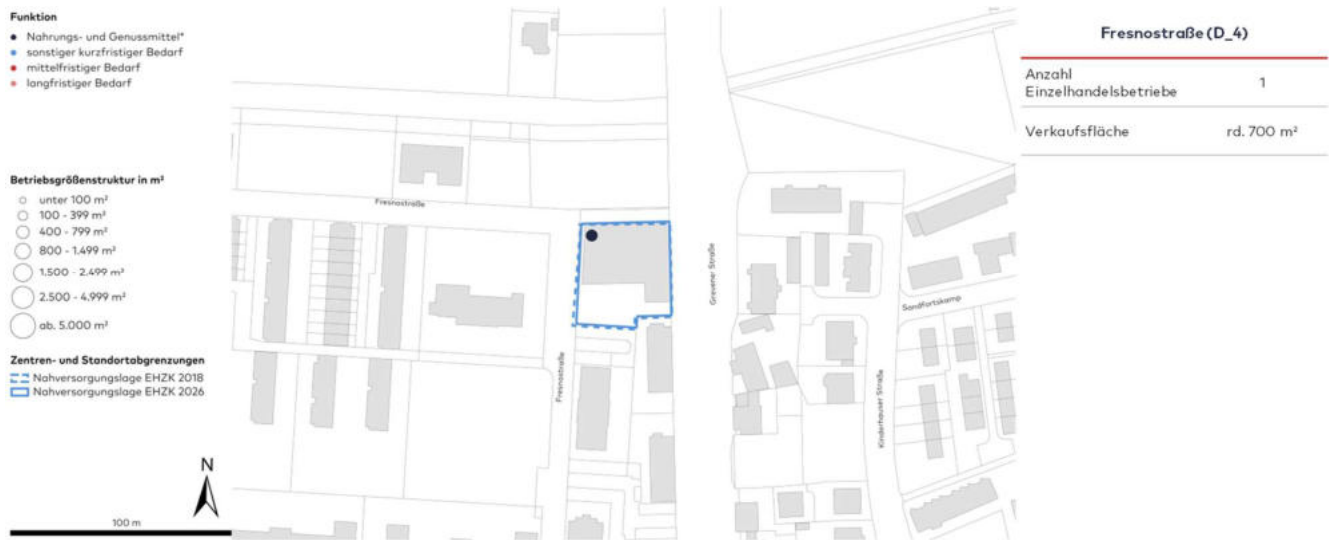 Funktion
Nahrungs- und Genussmittel*
sonstiger kurzfristiger Bedarf
mittelfristiger Bedarf
langfristiger Bedarf
Betriebsgrößenstruktur in m²
unter 100 m²
100 - 399 m²
400 - 799 m²
800 - 1.499 m²
1.500 - 2.499 m²
2.500 - 4.999 m²
ab. 5.000 m²
Zentren- und Standortabgrenzungen
Nahversorgungslage EHZK 2018
Nahversorgungslage EHZK 2026
N
100 m
Fresnostraße
Fresnostraße
Grevener Straße
Kinderhauser Straße
Sandfortskamp
Fresnostraße (D_4)
Anzahl
Einzelhandelsbetriebe 1
Verkaufsfläche rd. 700 m²